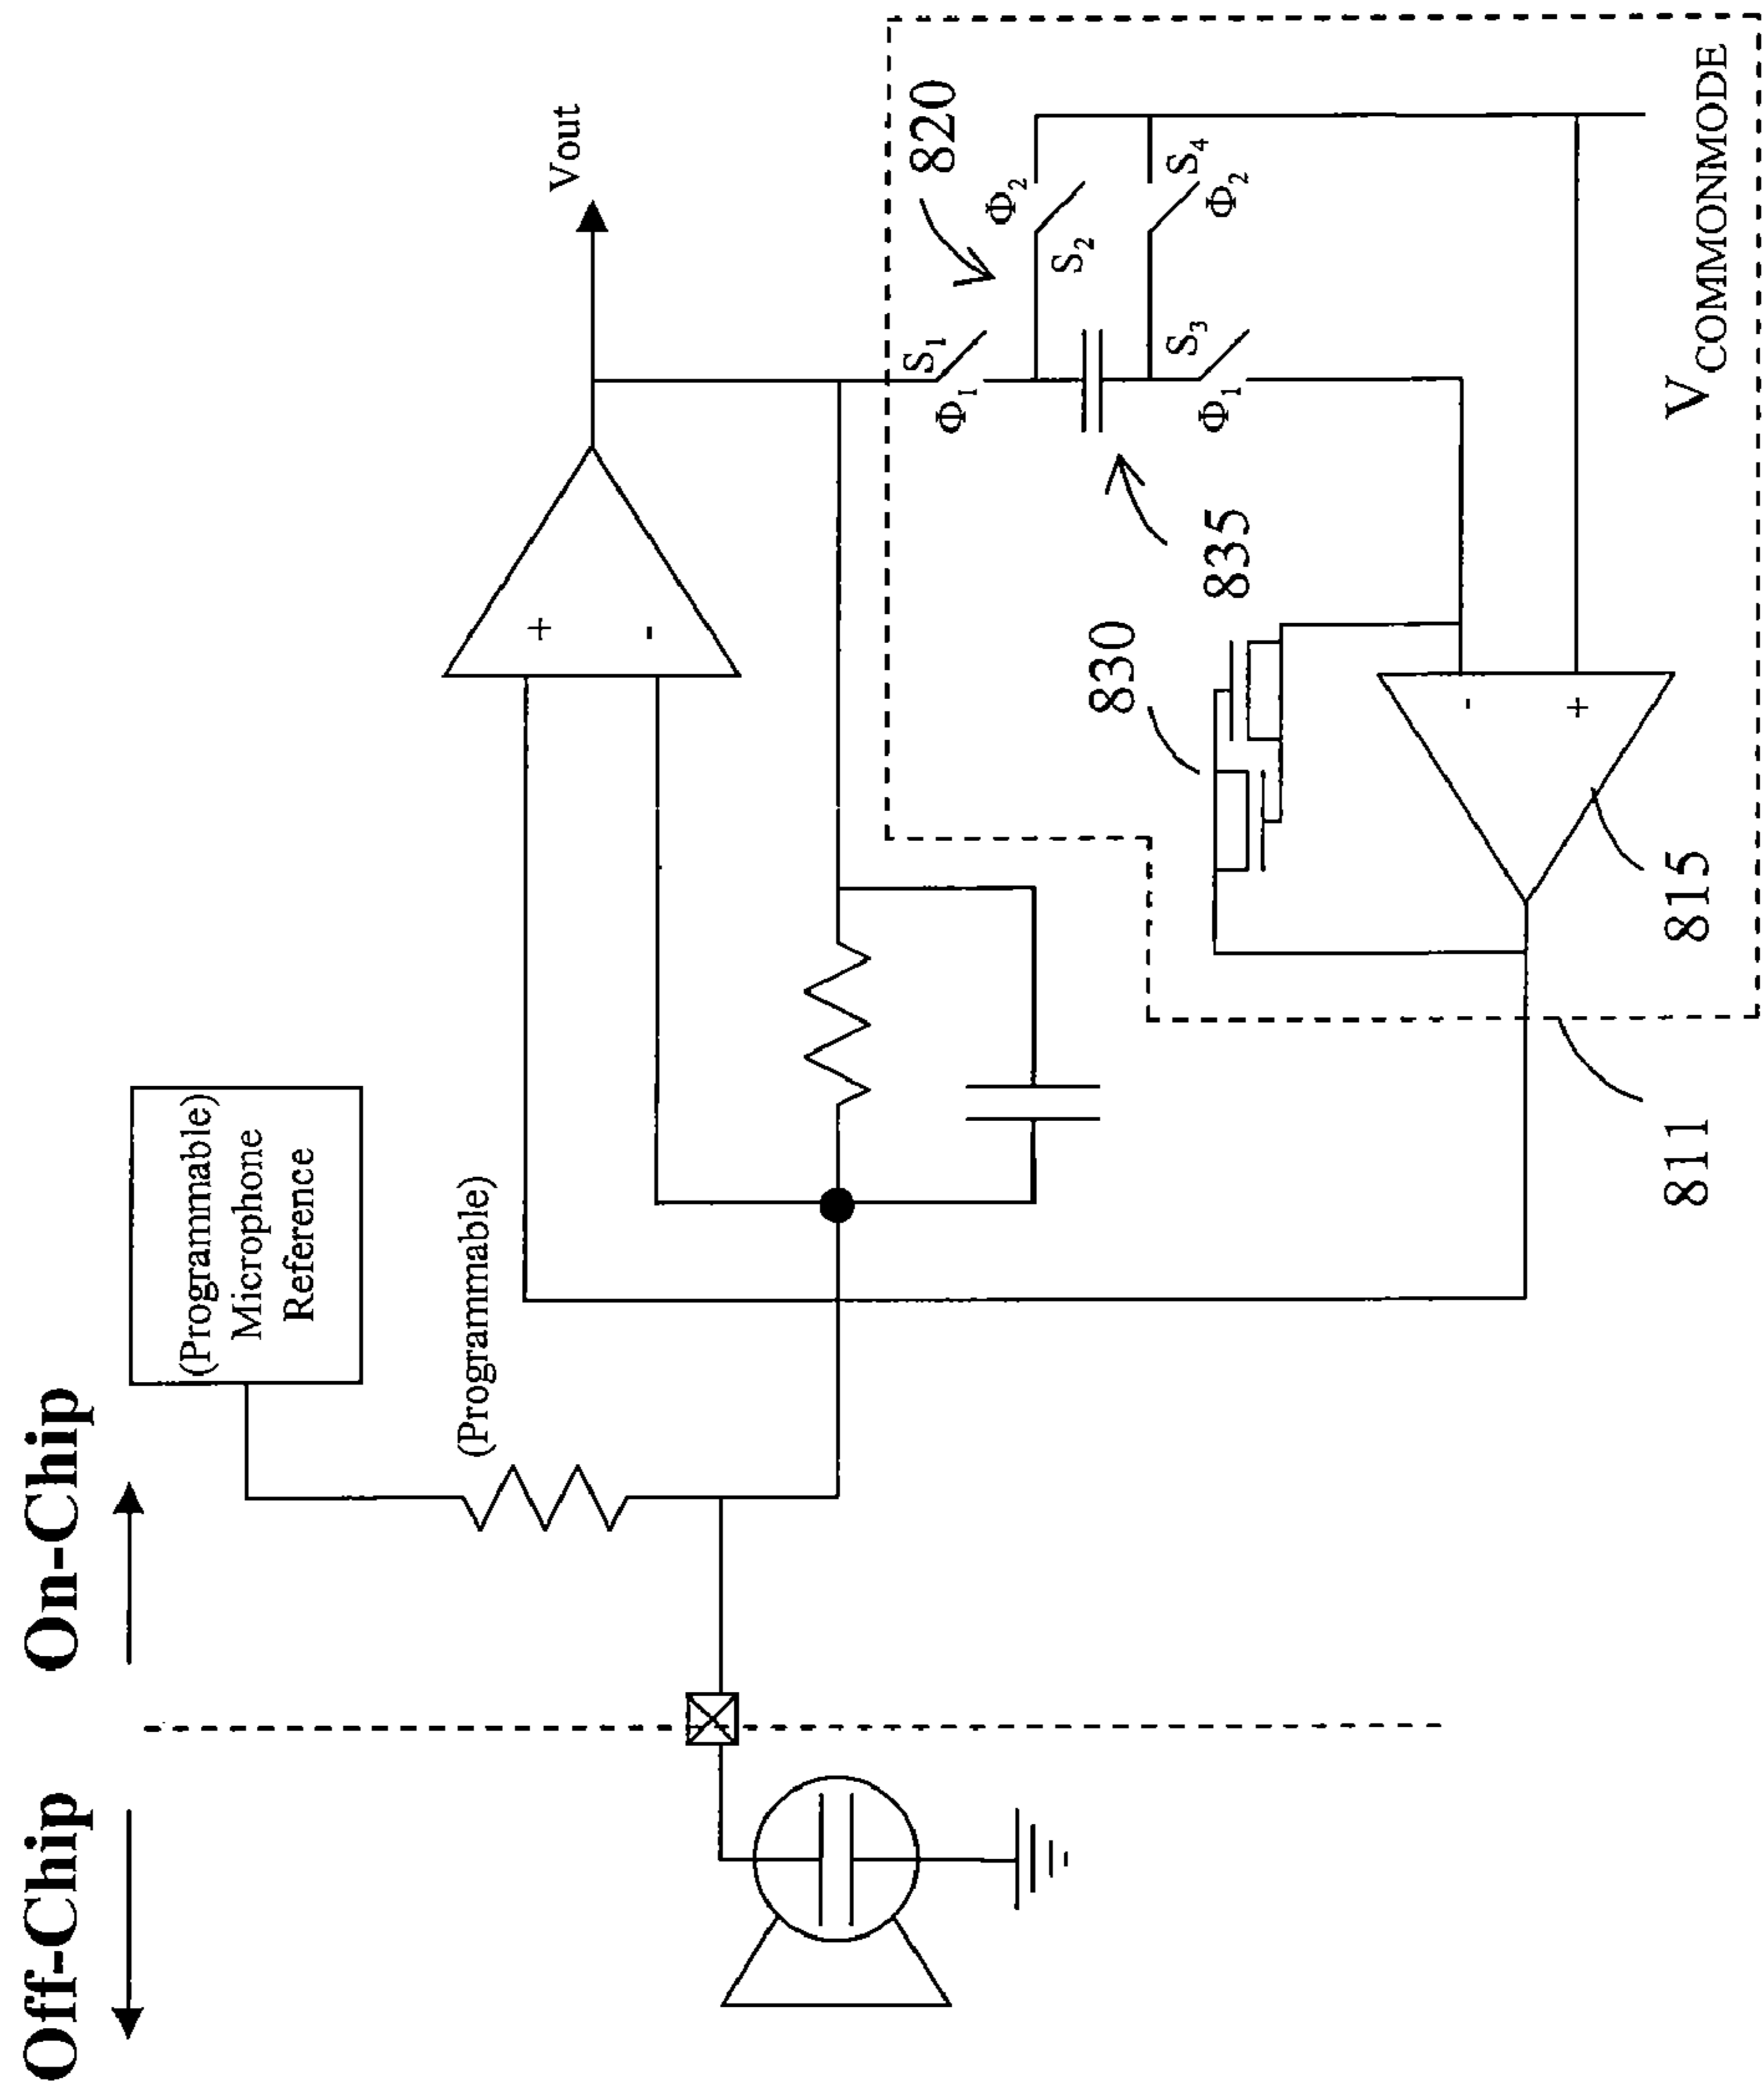 Off-Chip
On-Chip
(Programmable)
Microphone
Reference
(Programmable)
+
-
Vout
S₁
Φ₁
820
Φ₂
S₂
S₄
Φ₂
S₃
Φ₁
835
830
-
+
815
811
V COMMONMODE